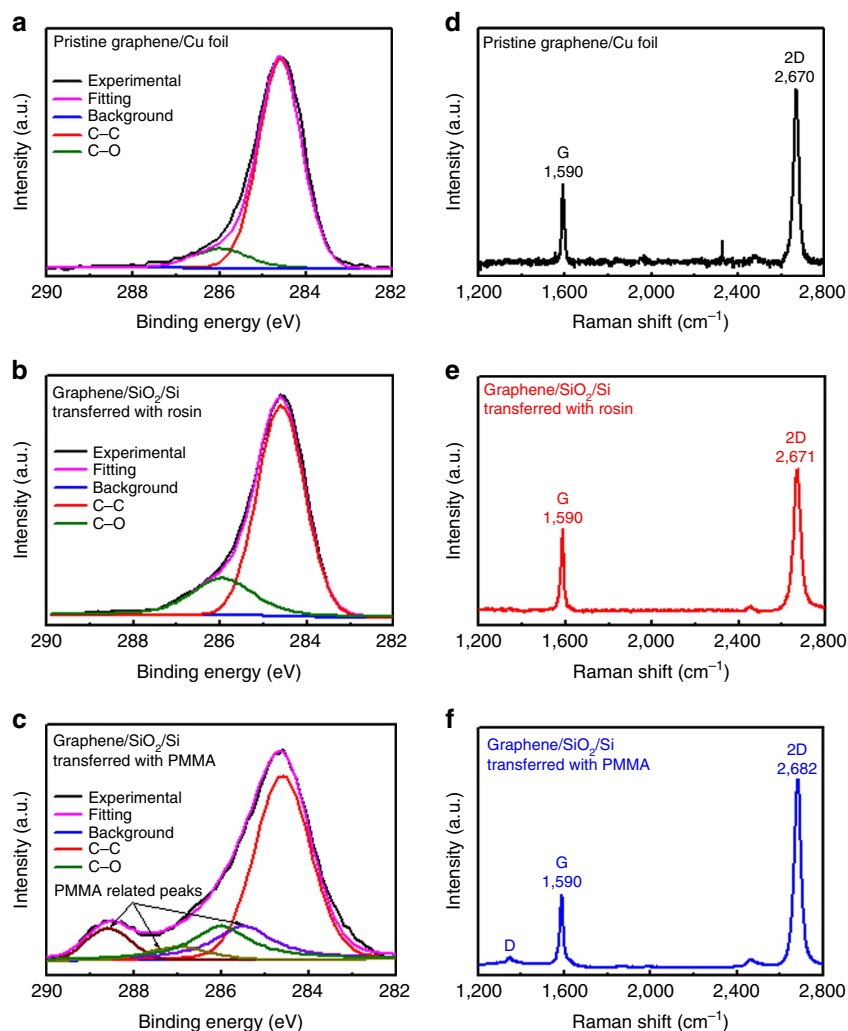 a
Pristine graphene/Cu foil
Experimental
Fitting
Background
C–C
C–O
Intensity (a.u.)
290 288 286 284 282
Binding energy (eV)
d
Pristine graphene/Cu foil
2D
2,670
G
1,590
Intensity (a.u.)
1,200 1,600 2,000 2,400 2,800
Raman shift (cm⁻¹)
b
Graphene/SiO₂/Si
transferred with rosin
Experimental
Fitting
Background
C–C
C–O
Intensity (a.u.)
290 288 286 284 282
Binding energy (eV)
e
Graphene/SiO₂/Si
transferred with rosin
2D
2,671
G
1,590
Intensity (a.u.)
1,200 1,600 2,000 2,400 2,800
Raman shift (cm⁻¹)
c
Graphene/SiO₂/Si
transferred with PMMA
Experimental
Fitting
Background
C–C
C–O
PMMA related peaks
Intensity (a.u.)
290 288 286 284 282
Binding energy (eV)
f
Graphene/SiO₂/Si
transferred with PMMA
2D
2,682
G
1,590
D
Intensity (a.u.)
1,200 1,600 2,000 2,400 2,800
Raman shift (cm⁻¹)